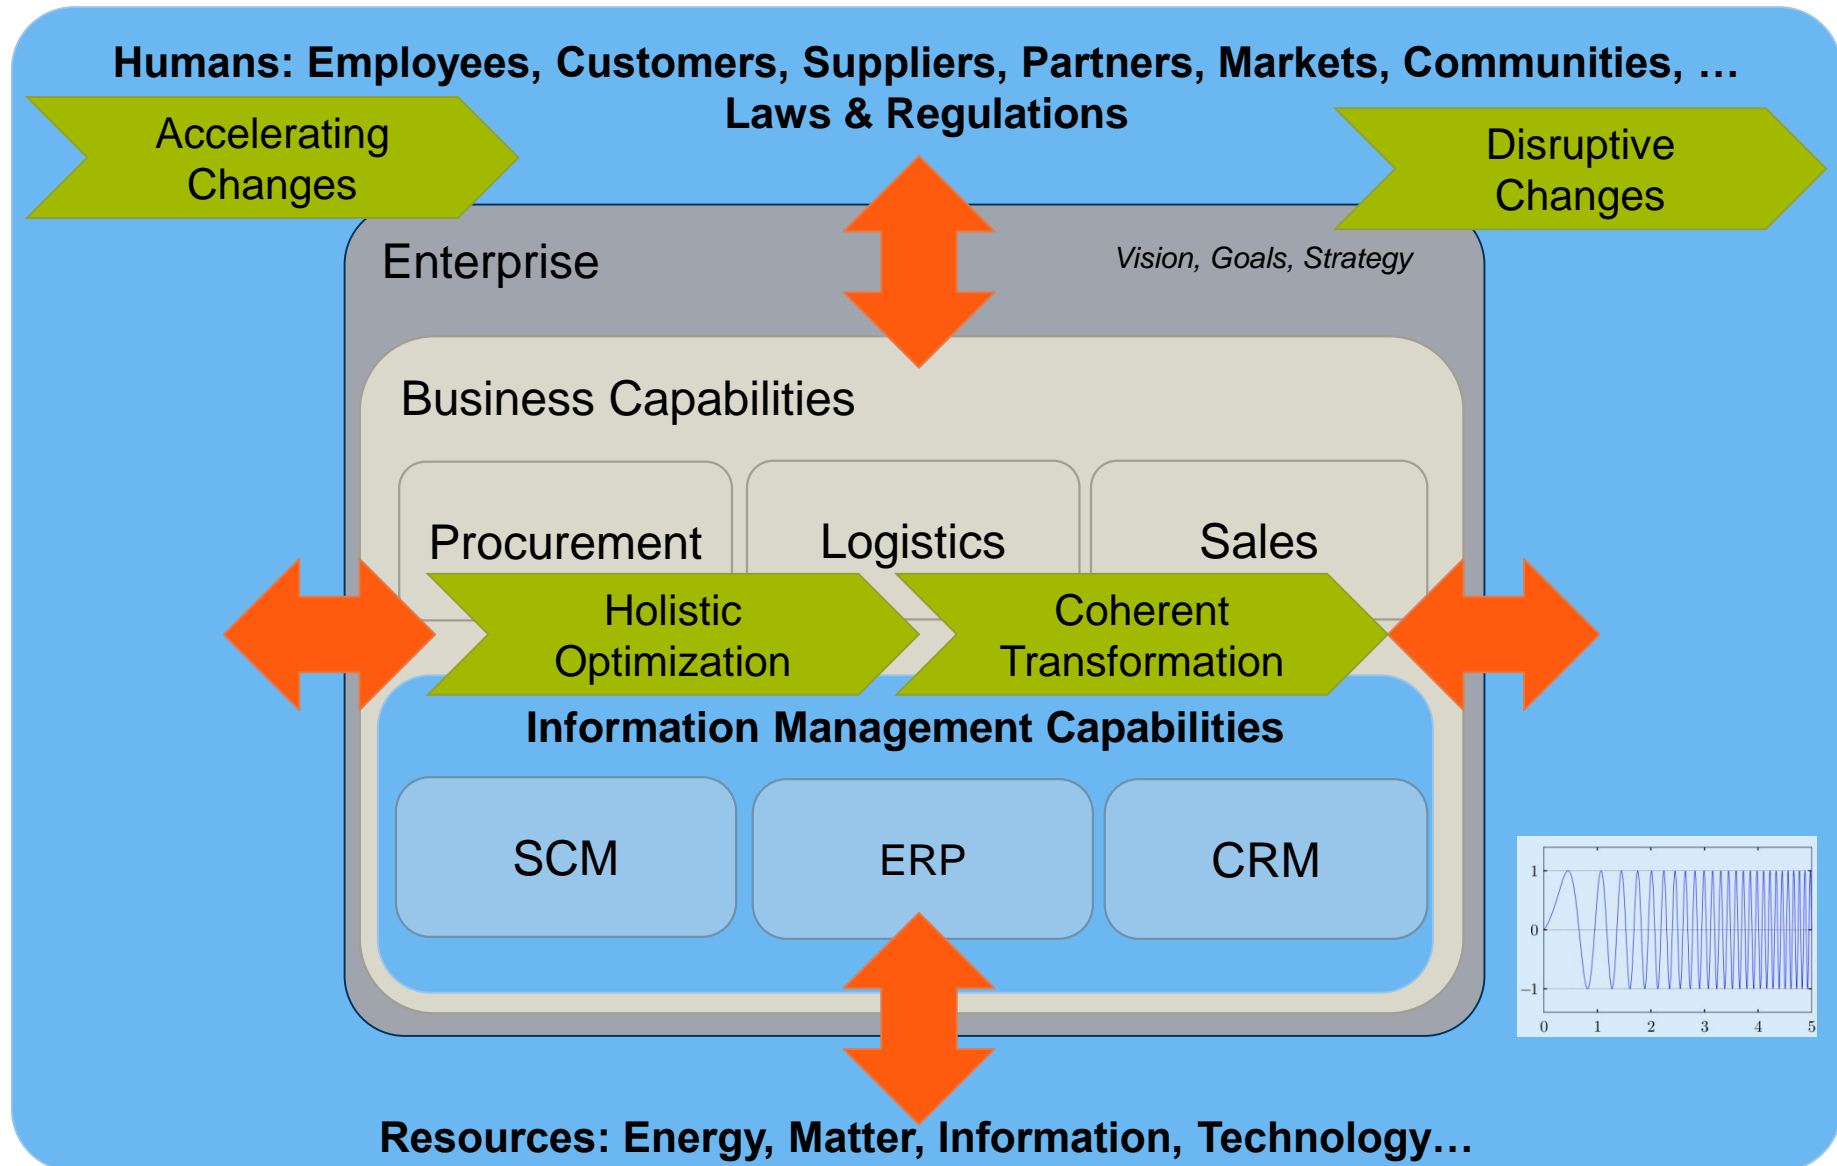 Humans: Employees, Customers, Suppliers, Partners, Markets, Communities, …
Laws & Regulations
Accelerating
Changes
Disruptive
Changes
Enterprise
Vision, Goals, Strategy
Business Capabilities
Procurement
Logistics
Sales
Holistic
Optimization
Coherent
Transformation
Information Management Capabilities
SCM
ERP
CRM
1
0
−1
0 1 2 3 4 5
Resources: Energy, Matter, Information, Technology…